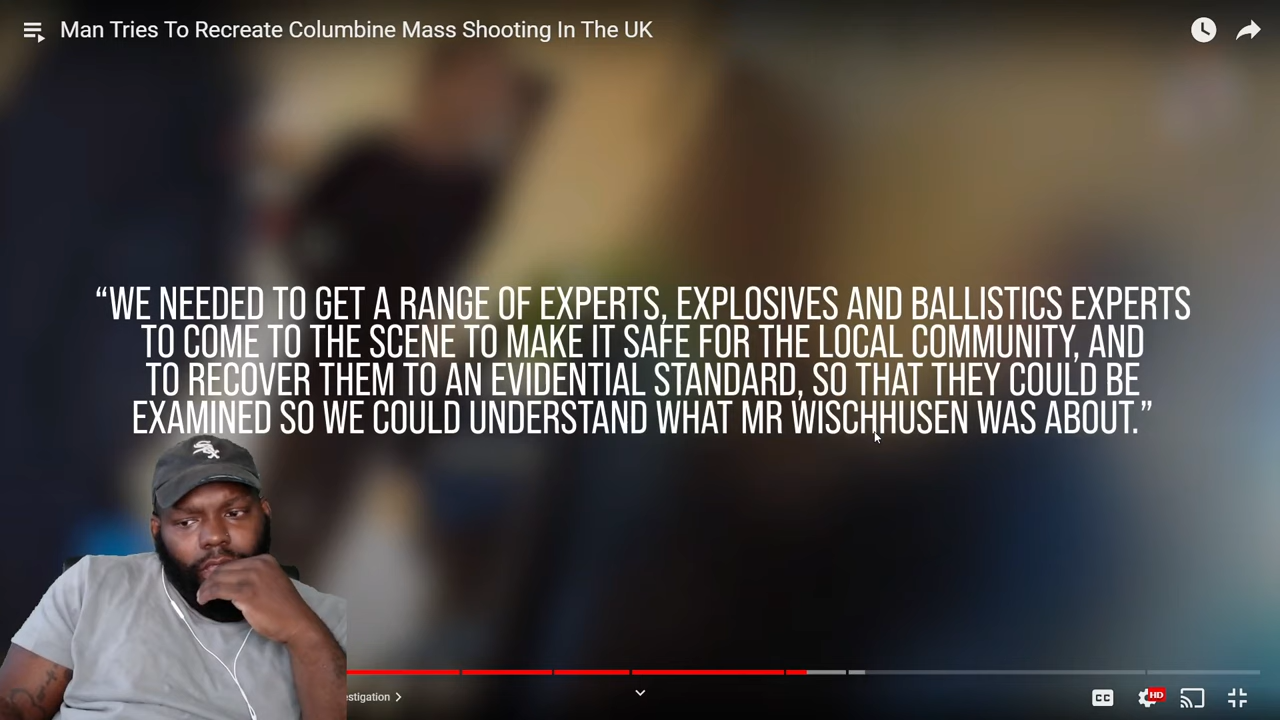 Man Tries To Recreate Columbine Mass Shooting In The UK
“WE NEEDED TO GET A RANGE OF EXPERTS, EXPLOSIVES AND BALLISTICS EXPERTS
TO COME TO THE SCENE TO MAKE IT SAFE FOR THE LOCAL COMMUNITY, AND
TO RECOVER THEM TO AN EVIDENTIAL STANDARD, SO THAT THEY COULD BE
EXAMINED SO WE COULD UNDERSTAND WHAT MR WISCHHUSEN WAS ABOUT.”
Sox
estigation
CC
HD